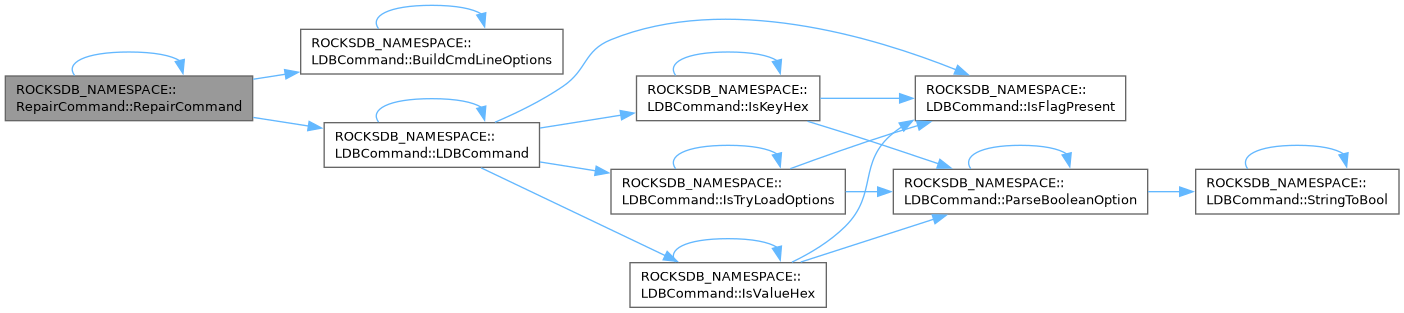 ROCKSDB_NAMESPACE::
RepairCommand::RepairCommand
ROCKSDB_NAMESPACE::
LDBCommand::BuildCmdLineOptions
ROCKSDB_NAMESPACE::
LDBCommand::LDBCommand
ROCKSDB_NAMESPACE::
LDBCommand::IsKeyHex
ROCKSDB_NAMESPACE::
LDBCommand::IsTryLoadOptions
ROCKSDB_NAMESPACE::
LDBCommand::IsValueHex
ROCKSDB_NAMESPACE::
LDBCommand::IsFlagPresent
ROCKSDB_NAMESPACE::
LDBCommand::ParseBooleanOption
ROCKSDB_NAMESPACE::
LDBCommand::StringToBool